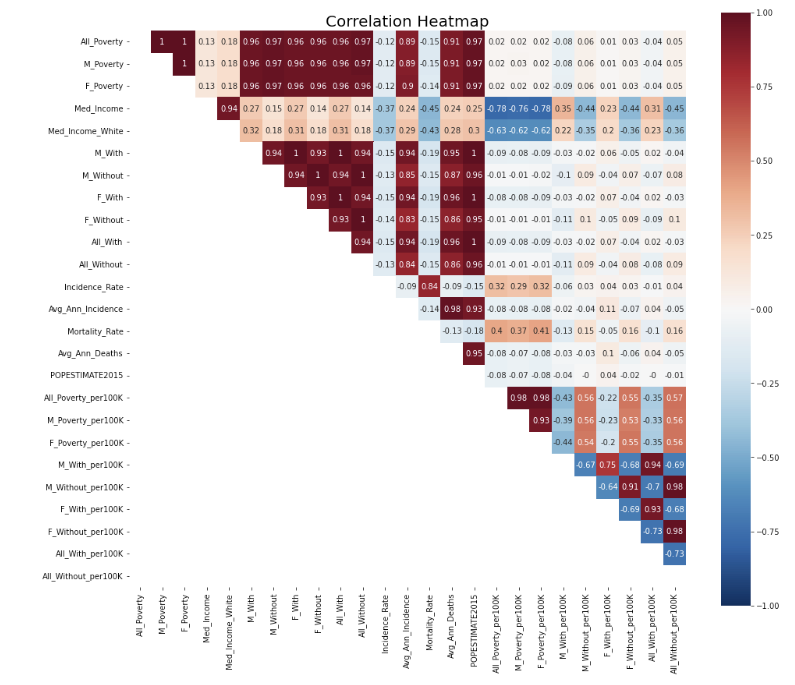 Correlation Heatmap
All_Poverty 1 1 0.13 0.18 0.96 0.97 0.96 0.96 0.96 0.97 -0.12 0.89 -0.15 0.91 0.97 0.02 0.02 0.02 -0.08 0.06 0.01 0.03 -0.04 0.05
M_Poverty 1 0.13 0.18 0.96 0.97 0.96 0.96 0.96 0.97 -0.12 0.89 -0.15 0.91 0.97 0.02 0.03 0.02 -0.08 0.06 0.01 0.03 -0.04 0.05
F_Poverty 0.13 0.18 0.96 0.97 0.96 0.96 0.96 0.97 -0.12 0.9 -0.14 0.91 0.97 0.02 0.02 0.02 -0.09 0.06 0.01 0.03 -0.04 0.05
Med_Income 0.94 0.27 0.15 0.27 0.14 0.27 0.14 -0.37 0.24 -0.45 0.24 0.25 -0.78 -0.76 -0.78 0.35 -0.44 0.23 -0.44 0.31 -0.45
Med_Income_White 0.32 0.18 0.31 0.18 0.31 0.18 -0.37 0.29 -0.43 0.28 0.3 -0.63 -0.62 -0.62 0.22 -0.35 0.2 -0.36 0.23 -0.36
M_With 0.94 1 0.93 1 0.94 -0.15 0.94 -0.19 0.95 1 -0.09 -0.08 -0.09 -0.03 -0.02 0.06 -0.05 0.02 -0.04
M_Without 0.94 1 0.94 1 -0.13 0.85 -0.15 0.87 0.96 -0.01 -0.01 -0.02 -0.1 0.09 -0.04 0.07 -0.07 0.08
F_With 0.93 1 0.94 -0.15 0.94 -0.19 0.96 1 -0.08 -0.08 -0.09 -0.03 -0.02 0.07 -0.04 0.02 -0.03
F_Without 0.93 1 -0.14 0.83 -0.15 0.86 0.95 -0.01 -0.01 -0.01 -0.11 0.1 -0.05 0.09 -0.09 0.1
All_With 0.94 -0.15 0.94 -0.19 0.96 1 -0.09 -0.08 -0.09 -0.03 -0.02 0.07 -0.04 0.02 -0.03
All_Without -0.13 0.84 -0.15 0.86 0.96 -0.01 -0.01 -0.01 -0.11 0.09 -0.04 0.08 -0.08 0.09
Incidence_Rate -0.09 0.84 -0.09 -0.15 0.32 0.29 0.32 -0.06 0.03 0.04 0.03 -0.01 0.04
Avg_Ann_Incidence -0.14 0.98 0.93 -0.08 -0.08 -0.08 -0.02 -0.04 0.11 -0.07 0.04 -0.05
Mortality_Rate -0.13 -0.18 0.4 0.37 0.41 -0.13 0.15 -0.05 0.16 -0.1 0.16
Avg_Ann_Deaths 0.95 -0.08 -0.07 -0.08 -0.03 -0.03 0.1 -0.06 0.04 -0.05
POPESTIMATE2015 -0.08 -0.07 -0.08 -0.04 -0 0.04 -0.02 -0 -0.01
All_Poverty_per100K 0.98 0.98 -0.43 0.56 -0.22 0.55 -0.35 0.57
M_Poverty_per100K 0.93 -0.39 0.56 -0.23 0.53 -0.33 0.56
F_Poverty_per100K -0.44 0.54 -0.2 0.55 -0.35 0.56
M_With_per100K -0.67 0.75 -0.68 0.94 -0.69
M_Without_per100K -0.64 0.91 -0.7 0.98
F_With_per100K -0.69 0.93 -0.68
F_Without_per100K -0.73 0.98
All_With_per100K -0.73
All_Without_per100K
All_Poverty
M_Poverty
F_Poverty
Med_Income
Med_Income_White
M_With
M_Without
F_With
F_Without
All_With
All_Without
Incidence_Rate
Avg_Ann_Incidence
Mortality_Rate
Avg_Ann_Deaths
POPESTIMATE2015
All_Poverty_per100K
M_Poverty_per100K
F_Poverty_per100K
M_With_per100K
M_Without_per100K
F_With_per100K
F_Without_per100K
All_With_per100K
All_Without_per100K
1.00
0.75
0.50
0.25
0.00
−0.25
−0.50
−0.75
−1.00